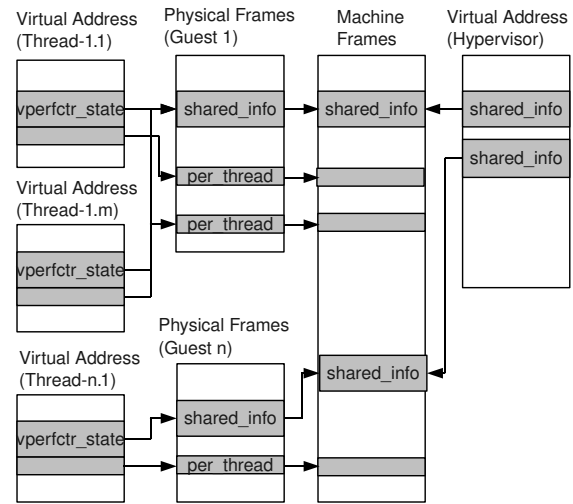 Virtual Address
(Thread-1.1)
vperfctr_state
Virtual Address
(Thread-1.m)
vperfctr_state
Virtual Address
(Thread-n.1)
vperfctr_state
Physical Frames
(Guest 1)
shared_info
per_thread
per_thread
Physical Frames
(Guest n)
shared_info
per_thread
Machine
Frames
shared_info
shared_info
Virtual Address
(Hypervisor)
shared_info
shared_info